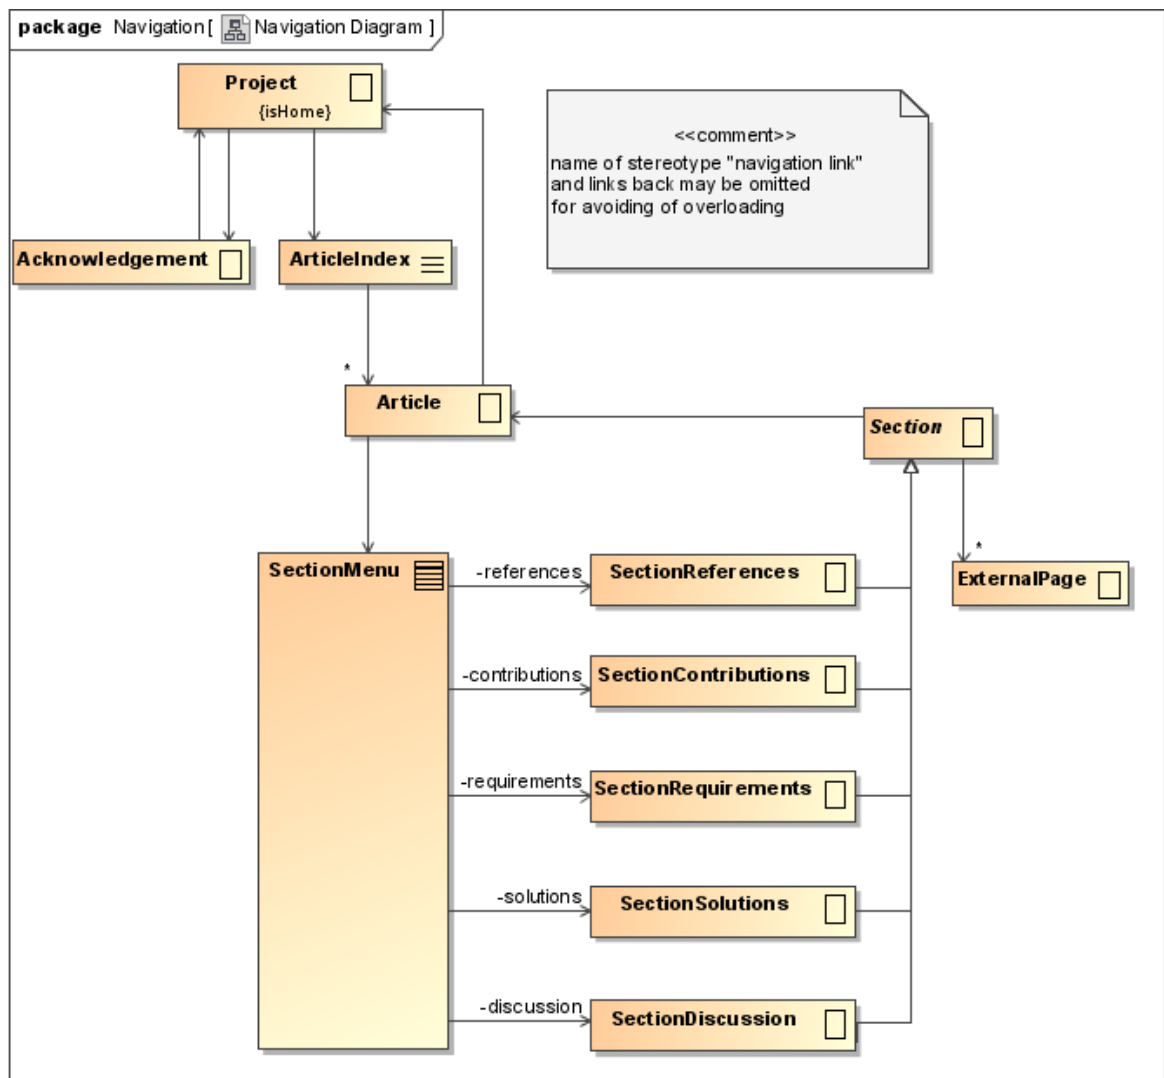 package Navigation [ Navigation Diagram ]
Project
{isHome}
<<comment>>
name of stereotype "navigation link"
and links back may be omitted
for avoiding of overloading
Acknowledgement
ArticleIndex
*
Article
Section
SectionMenu
-references
SectionReferences
*
ExternalPage
-contributions
SectionContributions
-requirements
SectionRequirements
-solutions
SectionSolutions
-discussion
SectionDiscussion